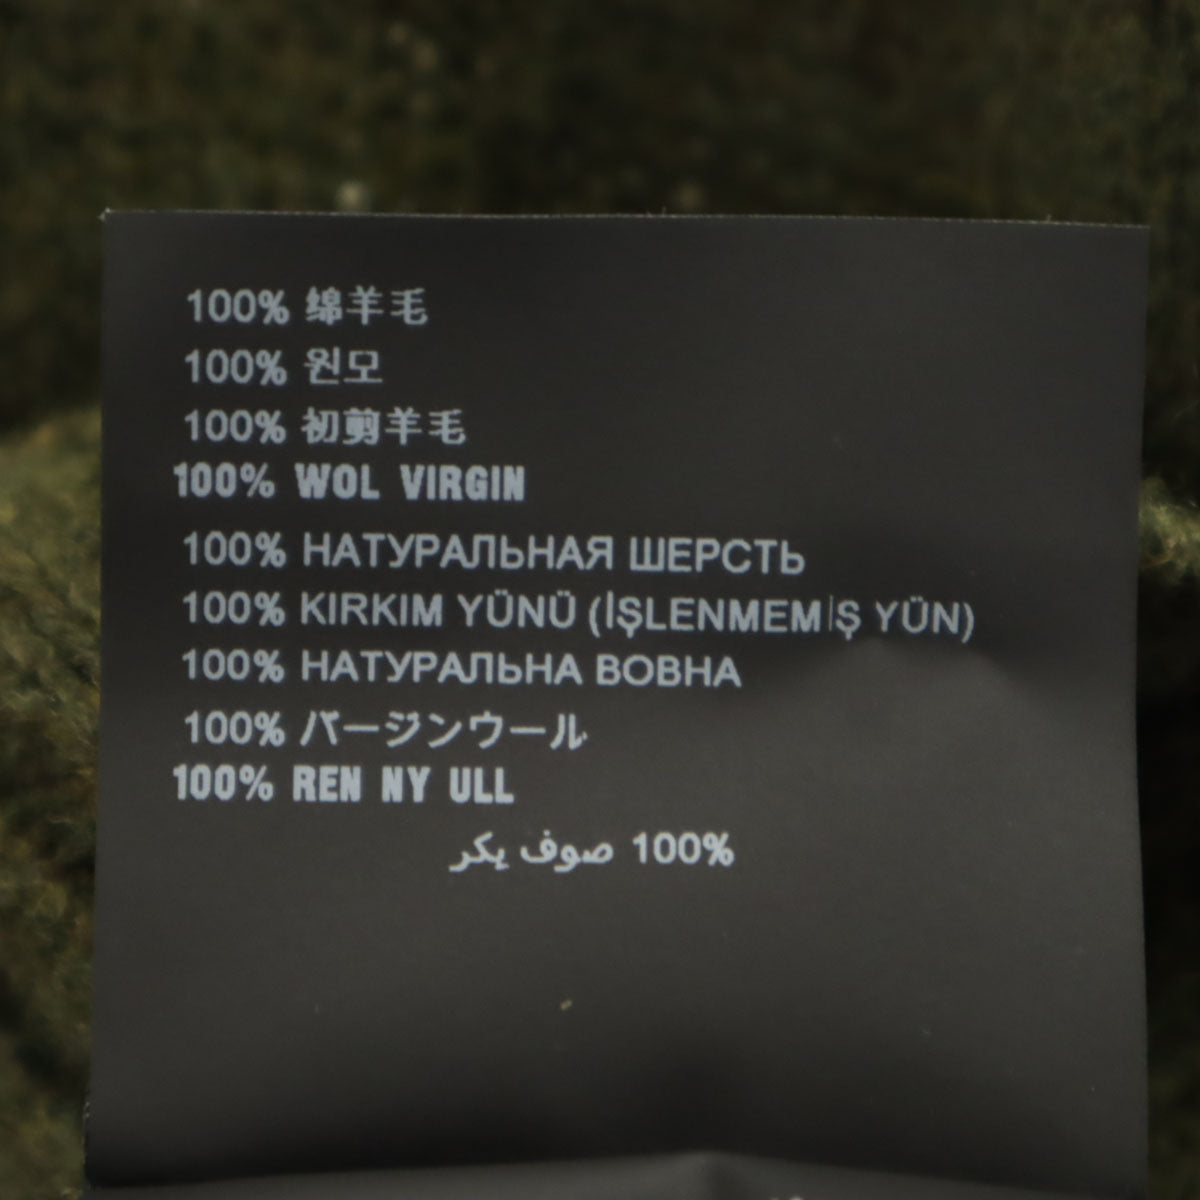 100% 绵羊毛
100% 원모
100% 初剪羊毛
100% WOL VIRGIN
100% НАТУРАЛЬНАЯ ШЕРСТЬ
100% KIRKIM YÜNÜ (İŞLENMEMİŞ YÜN)
100% НАТУРАЛЬНА ВОВНА
100% バージンウール
100% REN NY ULL
100% صوف يكر